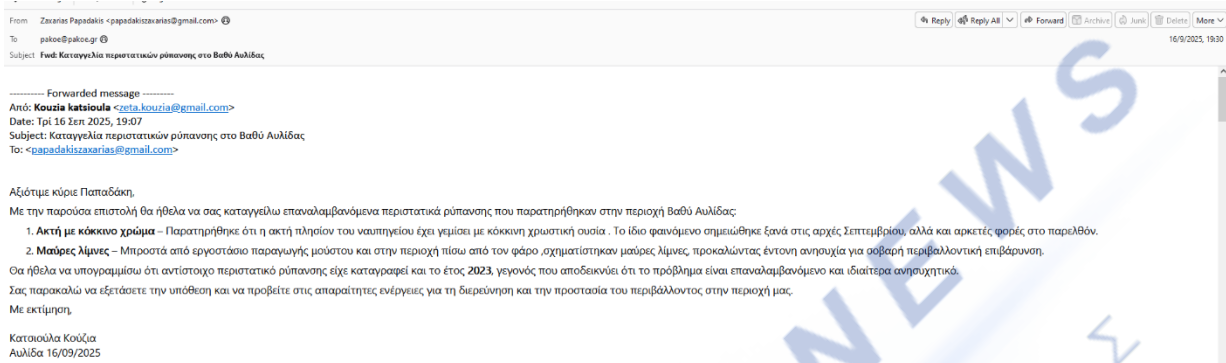 From Zaxarias Papadakis <papadakiszaxarias@gmail.com>
Reply Reply All Forward Archive Junk Delete More
To pakoe@pakoe.gr
16/9/2025, 19:30
Subject Fwd: Καταγγελία περιστατικών ρύπανσης στο Βαθύ Αυλίδας
---------- Forwarded message ---------
Από: Kouzia katsioula <zeta.kouzia@gmail.com>
Date: Τρί 16 Σεπ 2025, 19:07
Subject: Καταγγελία περιστατικών ρύπανσης στο Βαθύ Αυλίδας
To: <papadakiszaxarias@gmail.com>
Αξιότιμε κύριε Παπαδάκη,
Με την παρούσα επιστολή θα ήθελα να σας καταγγείλω επαναλαμβανόμενα περιστατικά ρύπανσης που παρατηρήθηκαν στην περιοχή Βαθύ Αυλίδας:
1. Ακτή με κόκκινο χρώμα – Παρατηρήθηκε ότι η ακτή πλησίον του ναυπηγείου έχει γεμίσει με κόκκινη χρωστική ουσία . Το ίδιο φαινόμενο σημειώθηκε ξανά στις αρχές Σεπτεμβρίου, αλλά και αρκετές φορές στο παρελθόν.
2. Μαύρες λίμνες – Μπροστά από εργοστάσιο παραγωγής μούστου και στην περιοχή πίσω από τον φάρο ,σχηματίστηκαν μαύρες λίμνες, προκαλώντας έντονη ανησυχία για σοβαρή περιβαλλοντική επιβάρυνση.
Θα ήθελα να υπογραμμίσω ότι αντίστοιχο περιστατικό ρύπανσης είχε καταγραφεί και το έτος 2023, γεγονός που αποδεικνύει ότι το πρόβλημα είναι επαναλαμβανόμενο και ιδιαίτερα ανησυχητικό.
Σας παρακαλώ να εξετάσετε την υπόθεση και να προβείτε στις απαραίτητες ενέργειες για τη διερεύνηση και την προστασία του περιβάλλοντος στην περιοχή μας.
Με εκτίμηση,
Κατσιούλα Κούζια
Αυλίδα 16/09/2025
NEWS
Σ